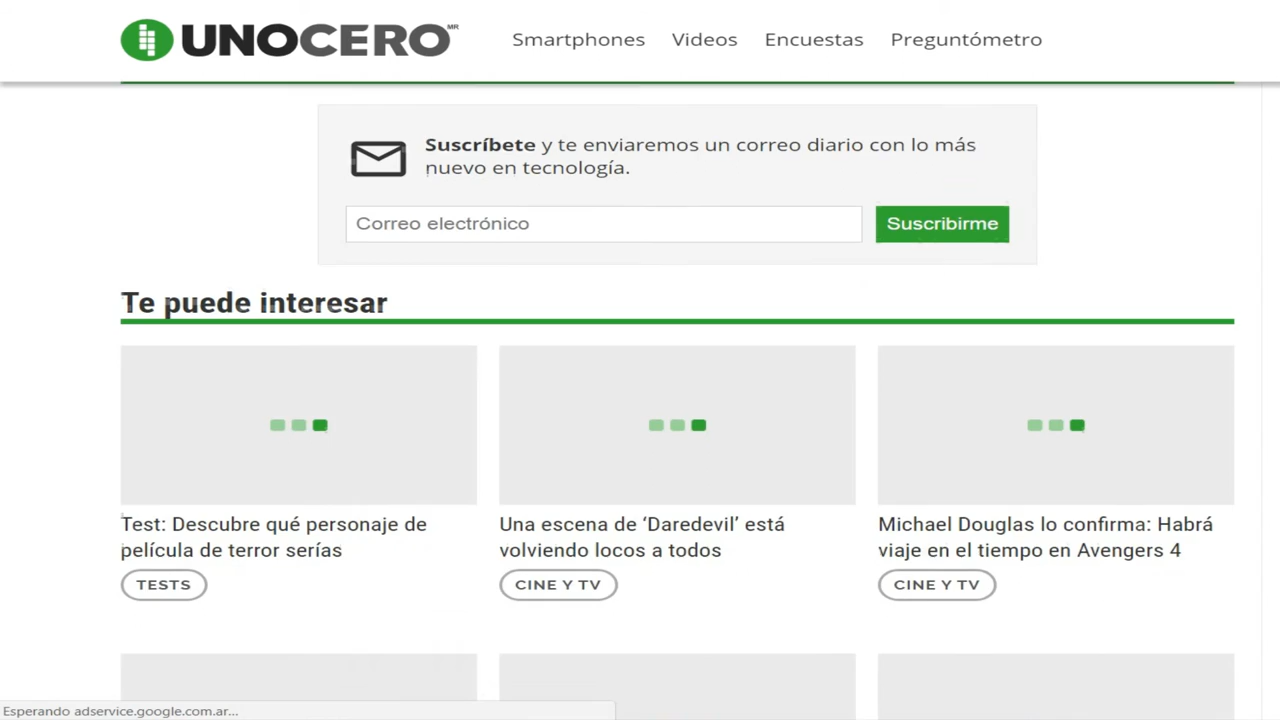 UNOCERO MR
Smartphones Videos Encuestas Preguntómetro
Suscríbete y te enviaremos un correo diario con lo más
nuevo en tecnología.
Correo electrónico
Suscribirme
Te puede interesar
Test: Descubre qué personaje de
película de terror serías
TESTS
Una escena de ‘Daredevil’ está
volviendo locos a todos
CINE Y TV
Michael Douglas lo confirma: Habrá
viaje en el tiempo en Avengers 4
CINE Y TV
Esperando adservice.google.com.ar...